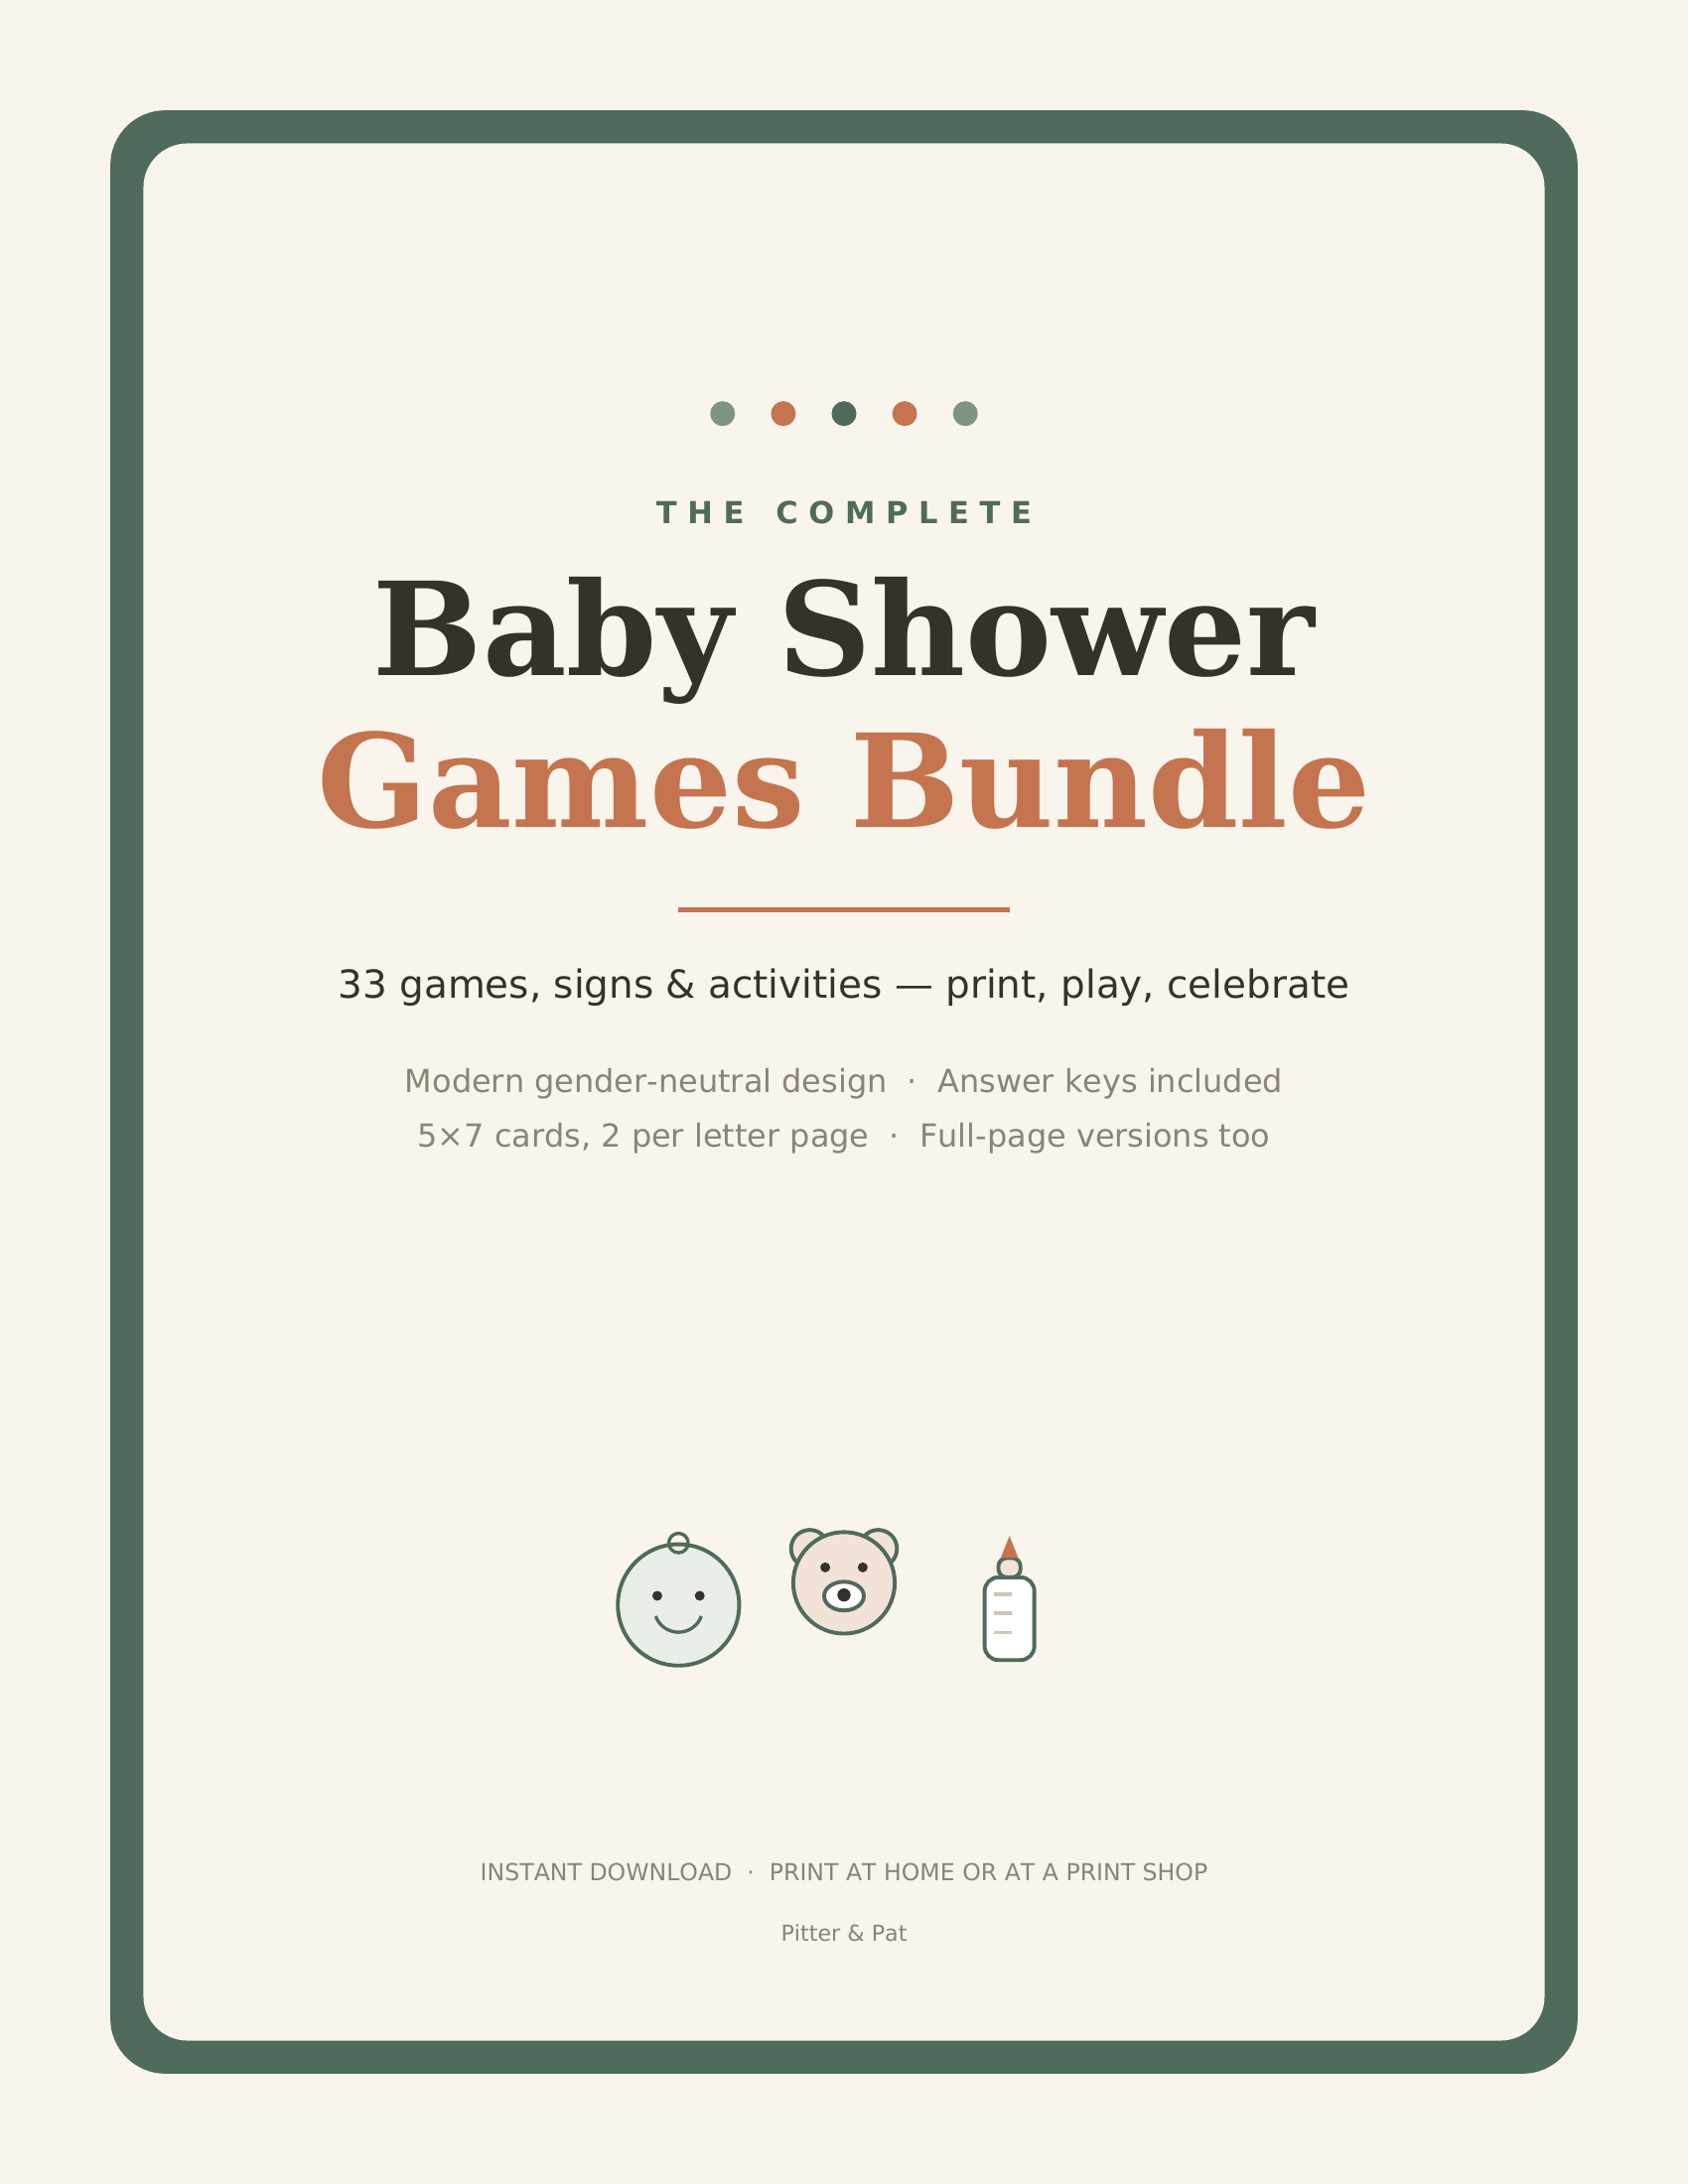 THE COMPLETE
Baby Shower
Games Bundle
33 games, signs & activities — print, play, celebrate
Modern gender-neutral design · Answer keys included
5×7 cards, 2 per letter page · Full-page versions too
INSTANT DOWNLOAD · PRINT AT HOME OR AT A PRINT SHOP
Pitter & Pat